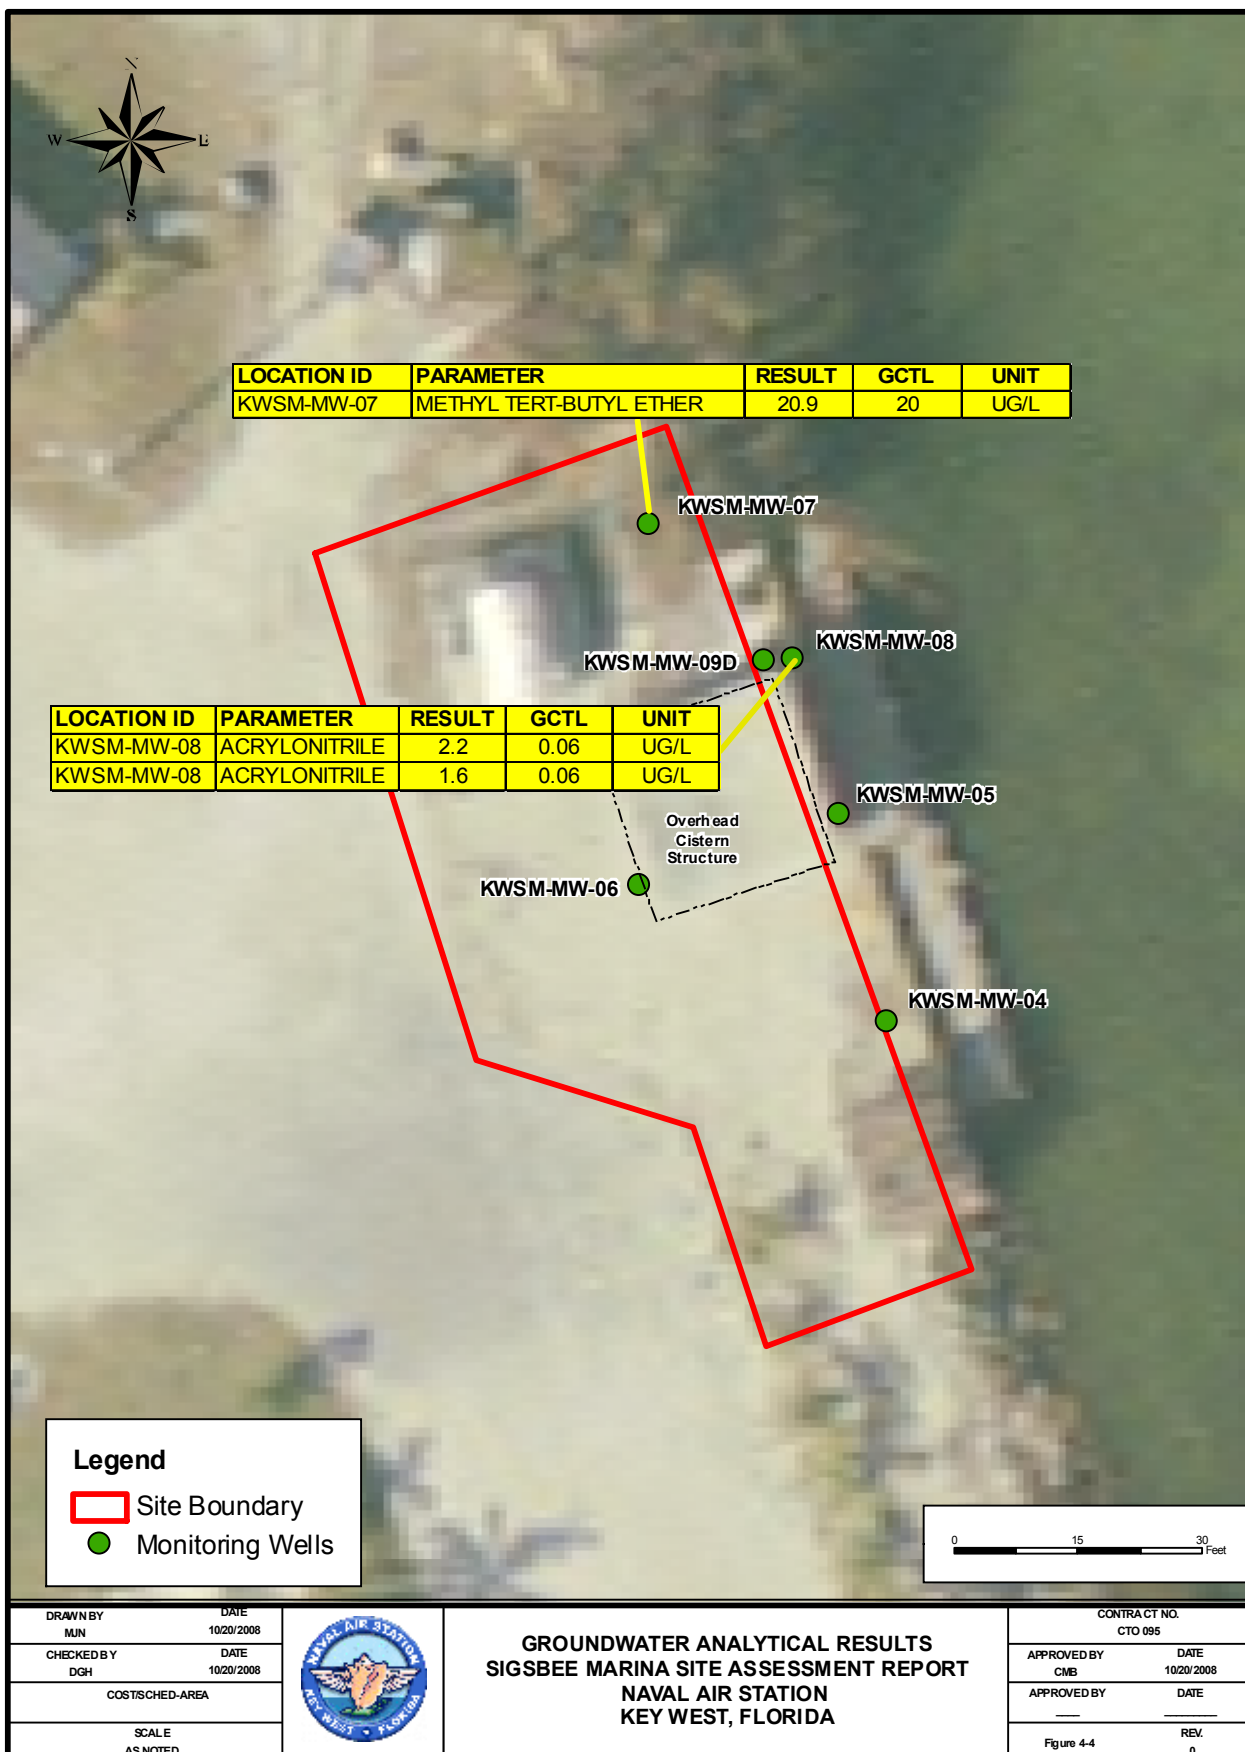 N
W E
S
LOCATION ID PARAMETER RESULT GCTL UNIT
KWSM-MW-07 METHYL TERT-BUTYL ETHER 20.9 20 UG/L
KWSM-MW-07
KWSM-MW-08
KWSM-MW-09D
LOCATION ID PARAMETER RESULT GCTL UNIT
KWSM-MW-08 ACRYLONITRILE 2.2 0.06 UG/L
KWSM-MW-08 ACRYLONITRILE 1.6 0.06 UG/L
KWSM-MW-05
Overhead
Cistern
Structure
KWSM-MW-06
KWSM-MW-04
Legend
Site Boundary
Monitoring Wells
0 15 30
Feet
DRAWN BY DATE
MJN 10/20/2008
CHECKED BY DATE
DGH 10/20/2008
COST/SCHED-AREA
SCALE
AS NOTED
NAVAL AIR STATION
KEY WEST, FLORIDA
GROUNDWATER ANALYTICAL RESULTS
SIGSBEE MARINA SITE ASSESSMENT REPORT
NAVAL AIR STATION
KEY WEST, FLORIDA
CONTRACT NO.
CTO 095
APPROVED BY DATE
CMB 10/20/2008
APPROVED BY DATE
Figure 4-4
REV.
0